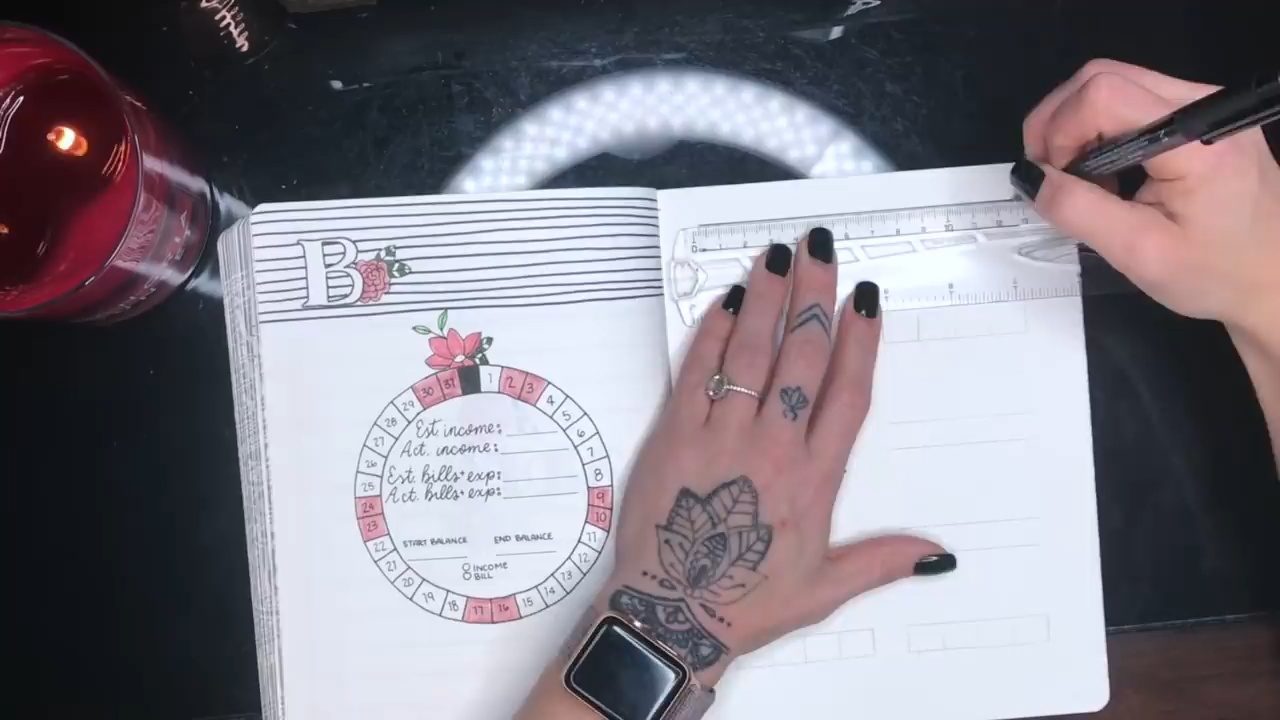 B
1 2 3 4 5 6 7 8 9 10 11 12 13 14 15 16 17 18 19 20 21 22 23 24 25 26 27 28 29 30 31
Est. income:
Act. income:
Est. bills+exp:
Act. bills+exp:
START BALANCE END BALANCE
INCOME
BILL